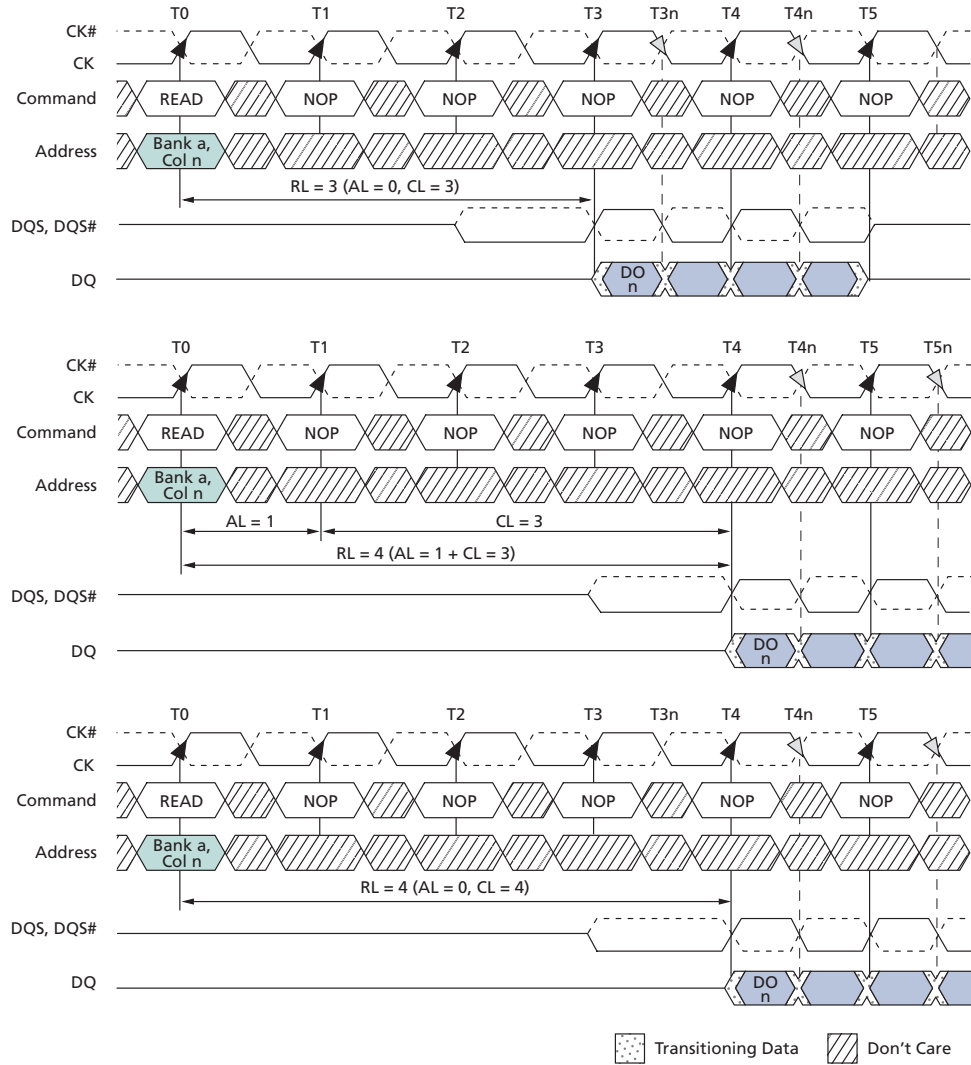 T0 T1 T2 T3 T3n T4 T4n T5
CK#
CK
Command READ NOP NOP NOP NOP NOP
Address Bank a,
Col n
RL = 3 (AL = 0, CL = 3)
DQS, DQS#
DQ DO
n
T0 T1 T2 T3 T4 T4n T5 T5n
CK#
CK
Command READ NOP NOP NOP NOP NOP
Address Bank a,
Col n
AL = 1 CL = 3
RL = 4 (AL = 1 + CL = 3)
DQS, DQS#
DQ DO
n
T0 T1 T2 T3 T3n T4 T4n T5
CK#
CK
Command READ NOP NOP NOP NOP NOP
Address Bank a,
Col n
RL = 4 (AL = 0, CL = 4)
DQS, DQS#
DQ DO
n
Transitioning Data Don't Care